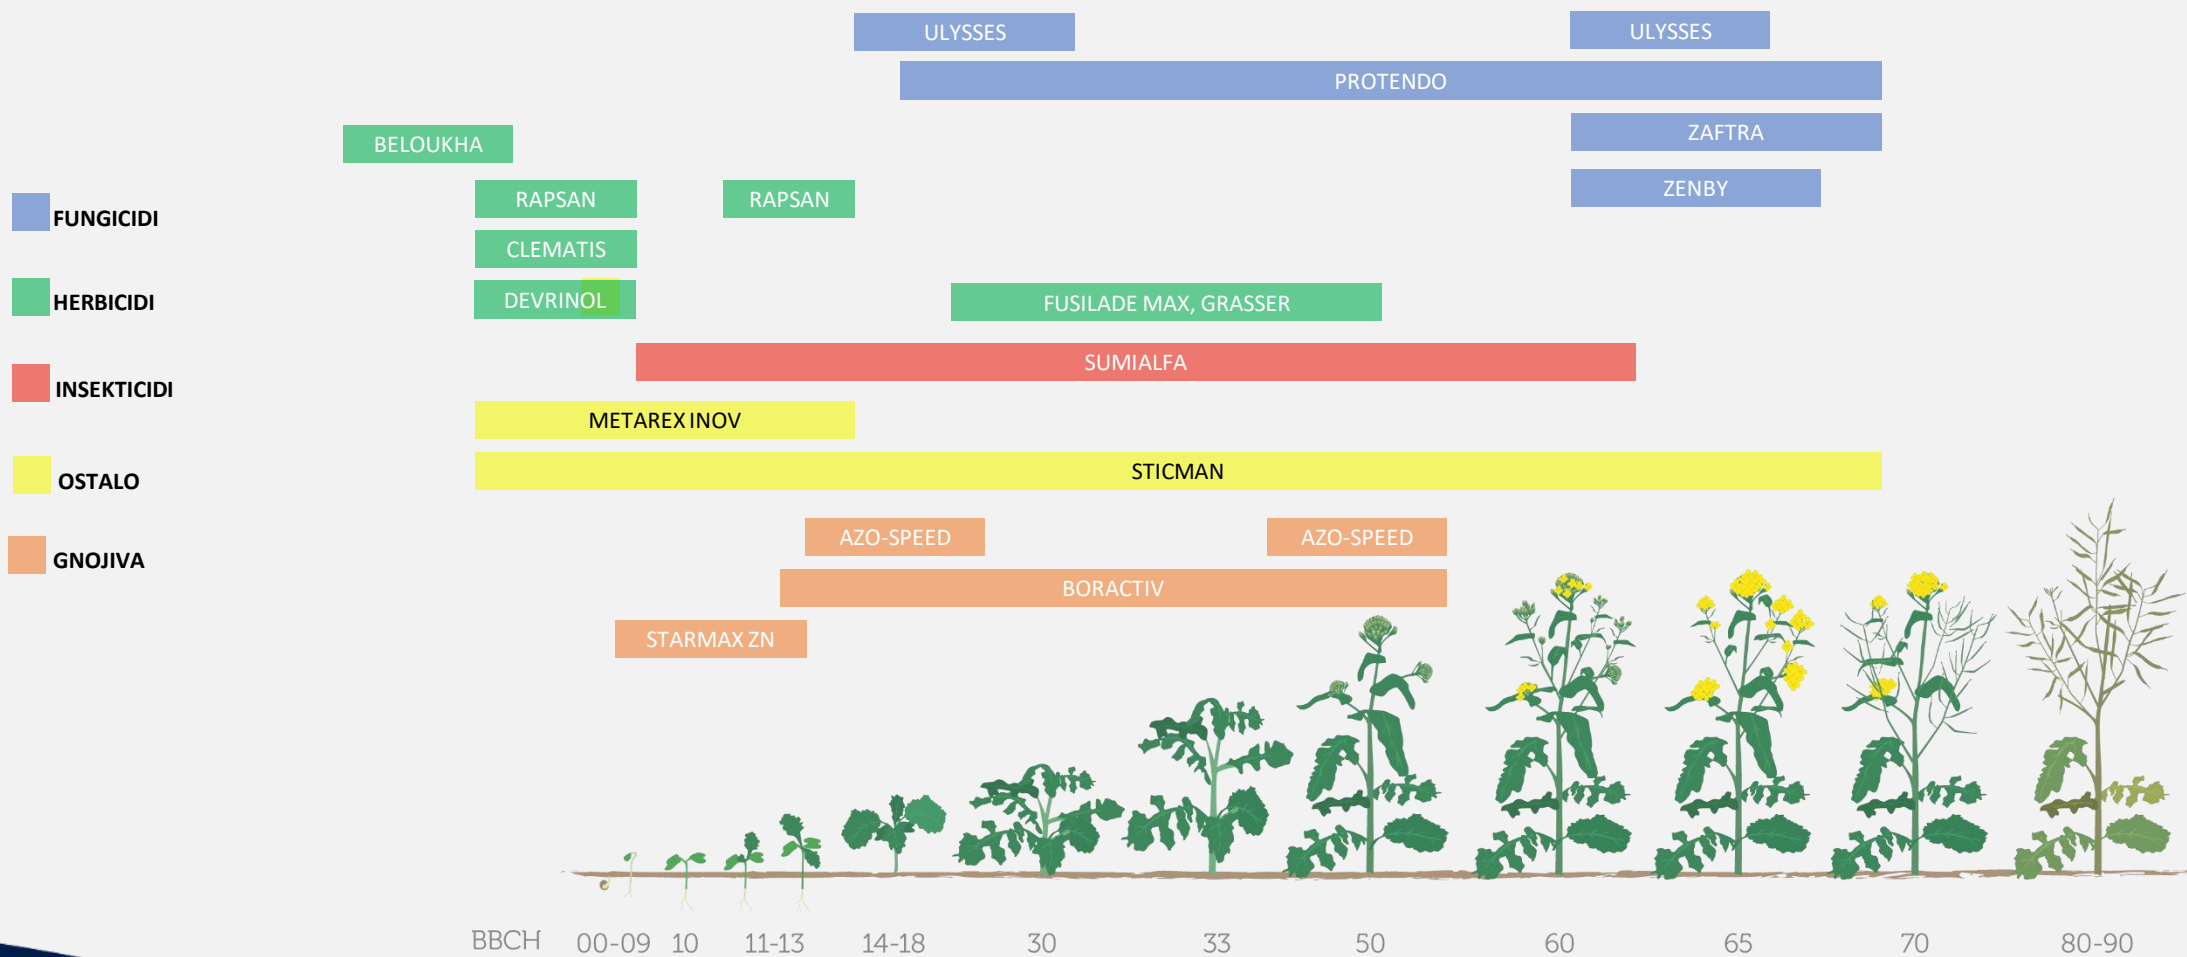 ULYSSES
ULYSSES
PROTENDO
ZAFTRA
BELOUKHA
ZENBY
RAPSAN
RAPSAN
FUNGICIDI
CLEMATIS
DEVRINOL
FUSILADE MAX, GRASSER
HERBICIDI
SUMIALFA
INSEKTICIDI
METAREX INOV
STICMAN
OSTALO
AZO-SPEED
AZO-SPEED
GNOJIVA
BORACTIV
STARMAX ZN
BBCH 00-09 10 11-13 14-18 30 33 50 60 65 70 80-90